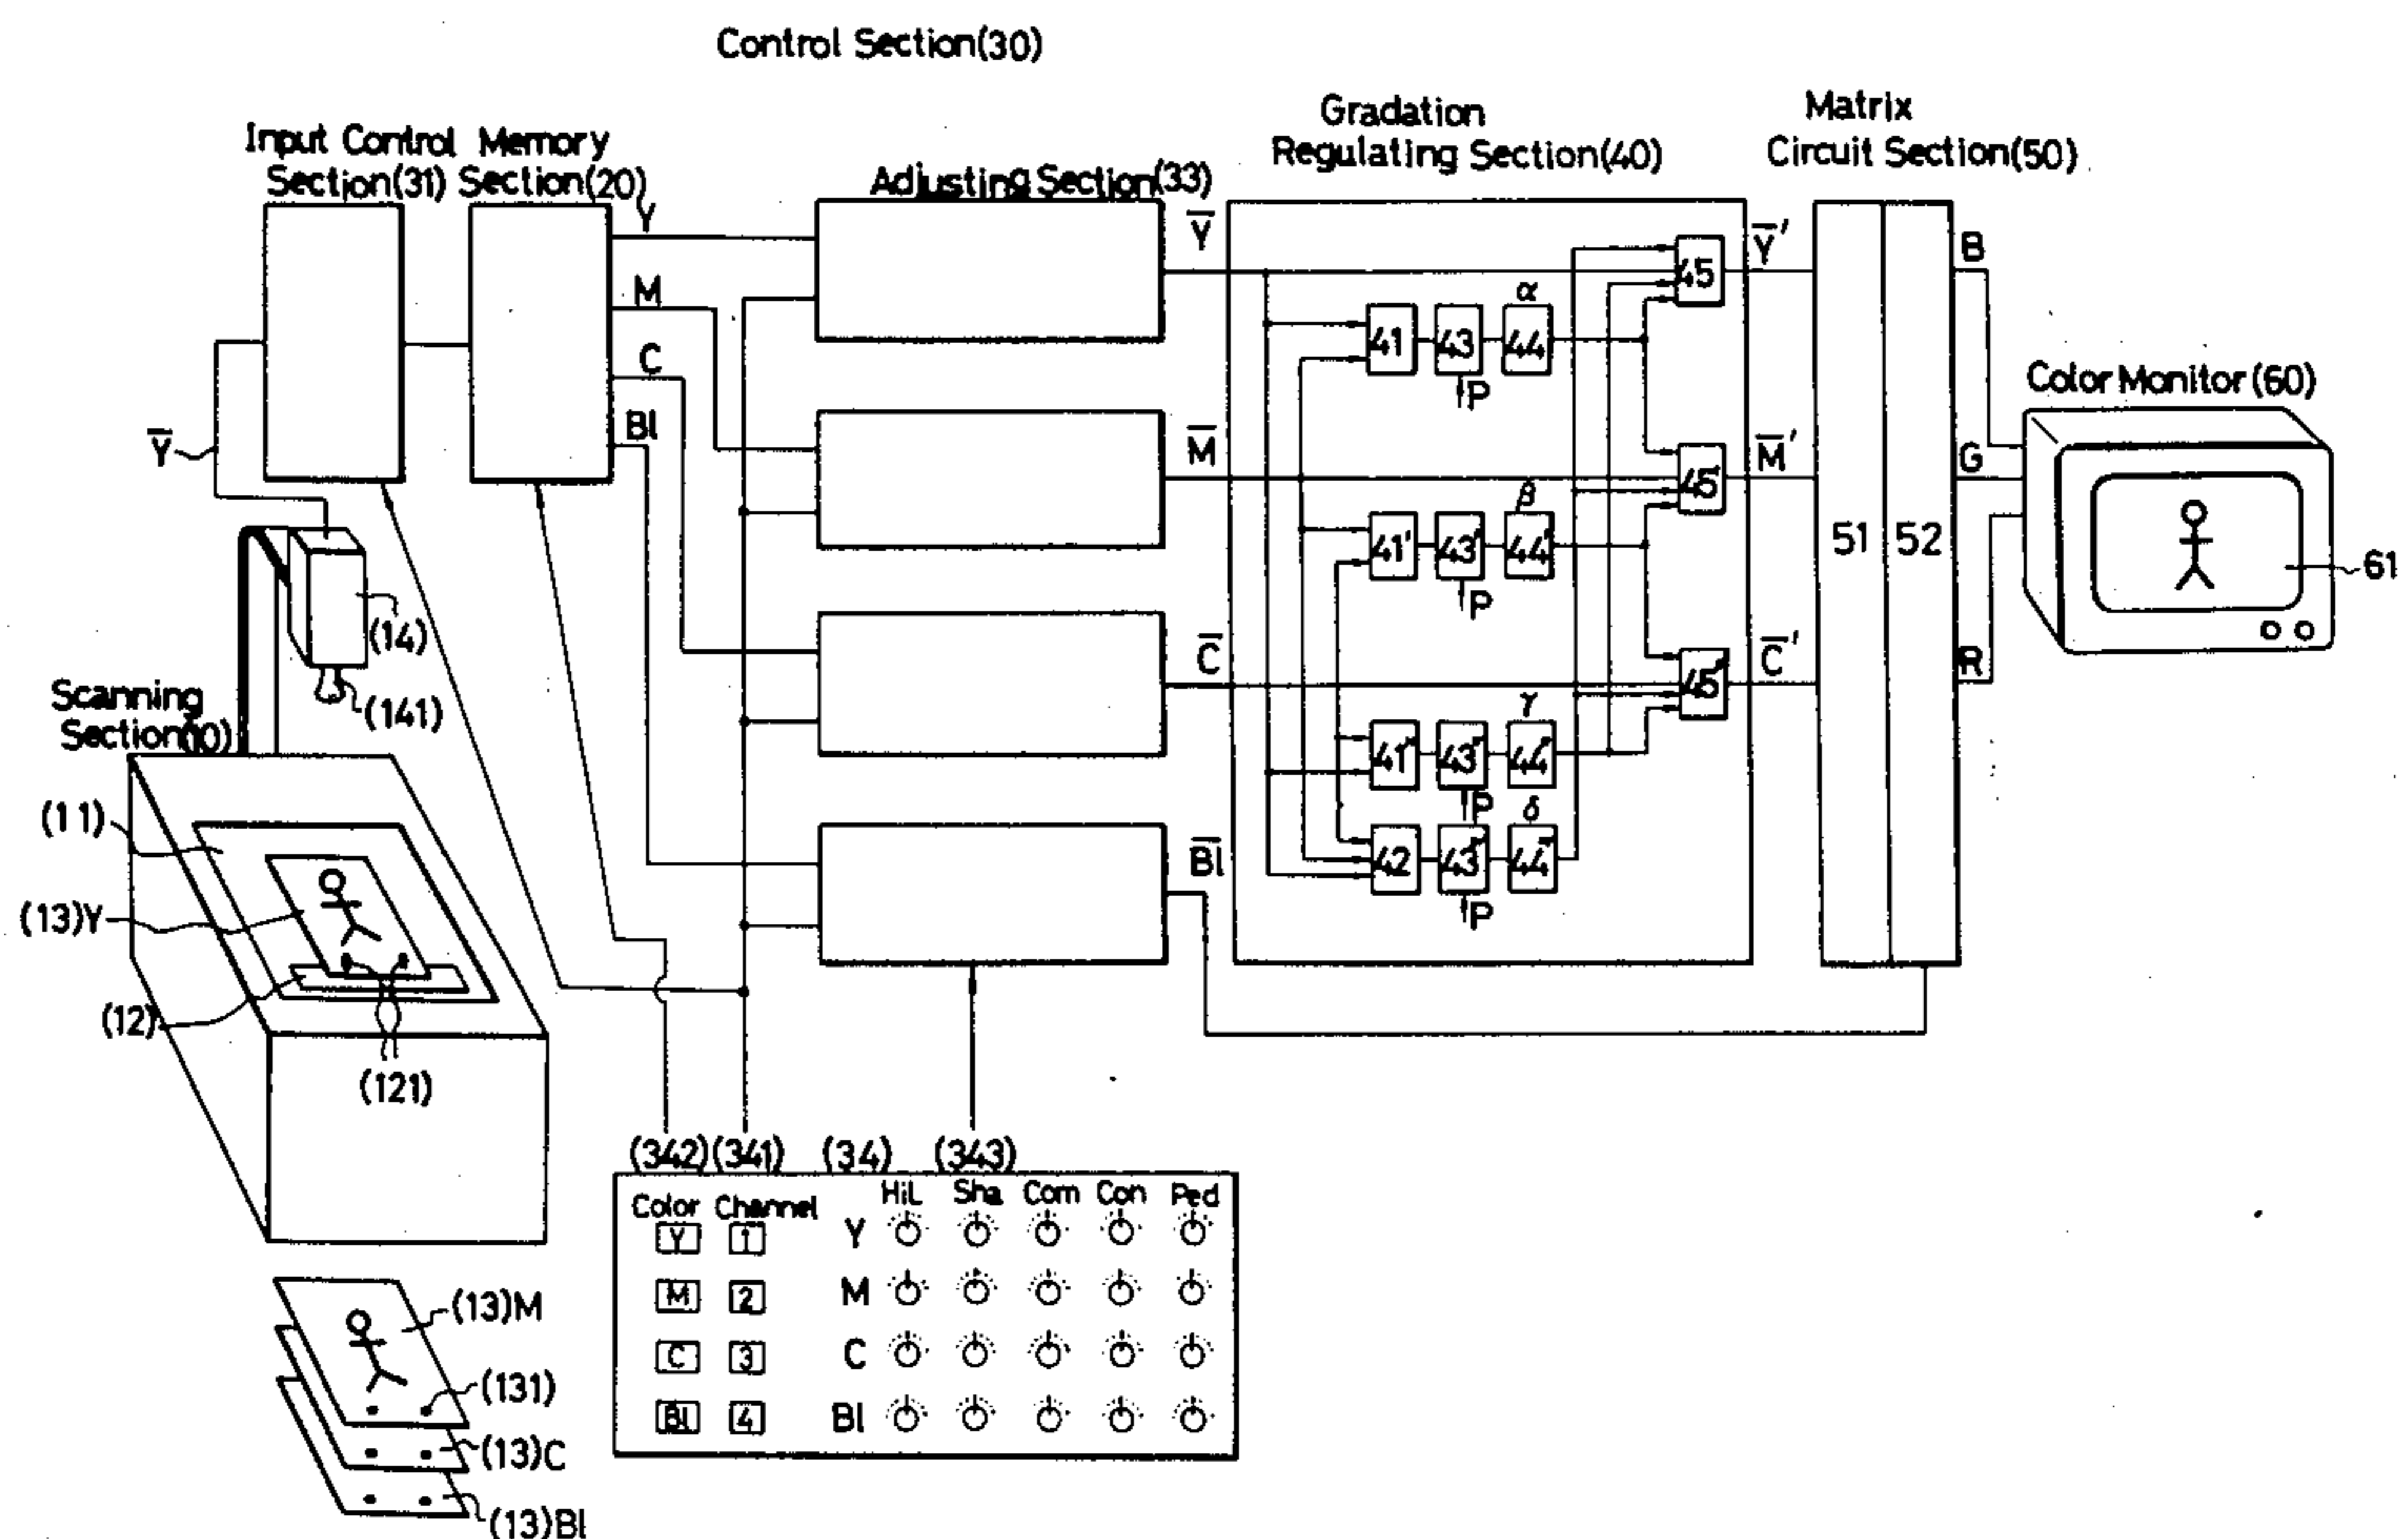 Control Section(30)
Gradation
Regulating Section(40)
Matrix
Circuit Section(50)
Input Control
Section(31)
Memory
Section(20)
Adjusting Section(33)
Y
M
C
Bl
Y̅
Y̅
M̅
C̅
B̅l̅
41
43
α
44
P
45
41'
43'
β
44'
P
45'
41"
43"
γ
44"
P
45"
42
δ
P
Y̅'
M̅'
C̅'
51
52
B
G
R
Color Monitor(60)
61
(14)
(141)
Scanning
Section(10)
(11)
(13)Y
(12)
(121)
(13)M
(131)
(13)C
(13)Bl
(342)
(341)
(34)
(343)
Color
Channel
HiL
Sha
Com
Con
Ped
Y
1
Y
M
2
M
C
3
C
Bl
4
Bl